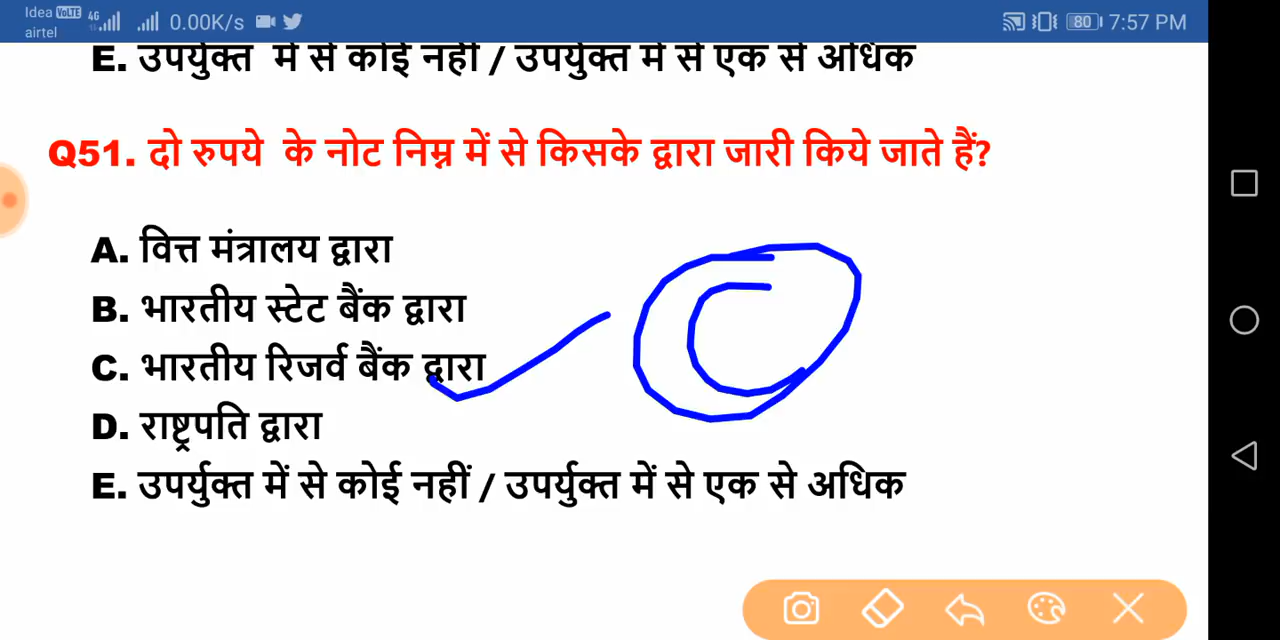 Idea VoLTE 4G 0.00K/s 80 7:57 PM
airtel
E. उपर्युक्त में से कोई नहीं / उपर्युक्त में से एक से अधिक
Q51. दो रुपये के नोट निम्न में से किसके द्वारा जारी किये जाते हैं?
A. वित्त मंत्रालय द्वारा
B. भारतीय स्टेट बैंक द्वारा
C. भारतीय रिजर्व बैंक द्वारा
D. राष्ट्रपति द्वारा
E. उपर्युक्त में से कोई नहीं / उपर्युक्त में से एक से अधिक
C